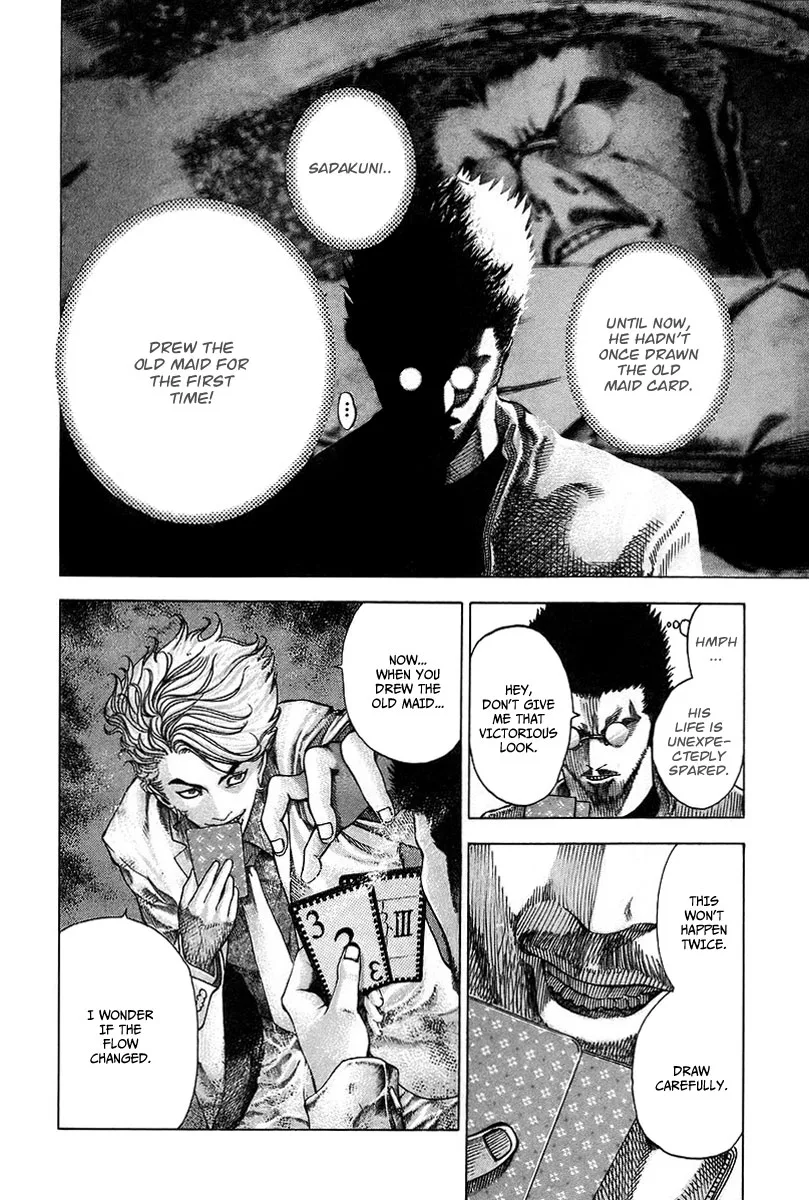 SADAKUNI..
UNTIL NOW,
HE HADN'T
ONCE DRAWN
THE OLD
MAID CARD.
DREW THE
OLD MAID FOR
THE FIRST
TIME!
...
HMPH
...
HIS
LIFE IS
UNEXPE-
CTEDLY
SPARED.
HEY,
DON'T GIVE
ME THAT
VICTORIOUS
LOOK.
NOW...
WHEN YOU
DREW THE
OLD MAID...
3
3
3
3
III
I WONDER
IF THE
FLOW
CHANGED.
THIS
WON'T
HAPPEN
TWICE.
DRAW
CAREFULLY.